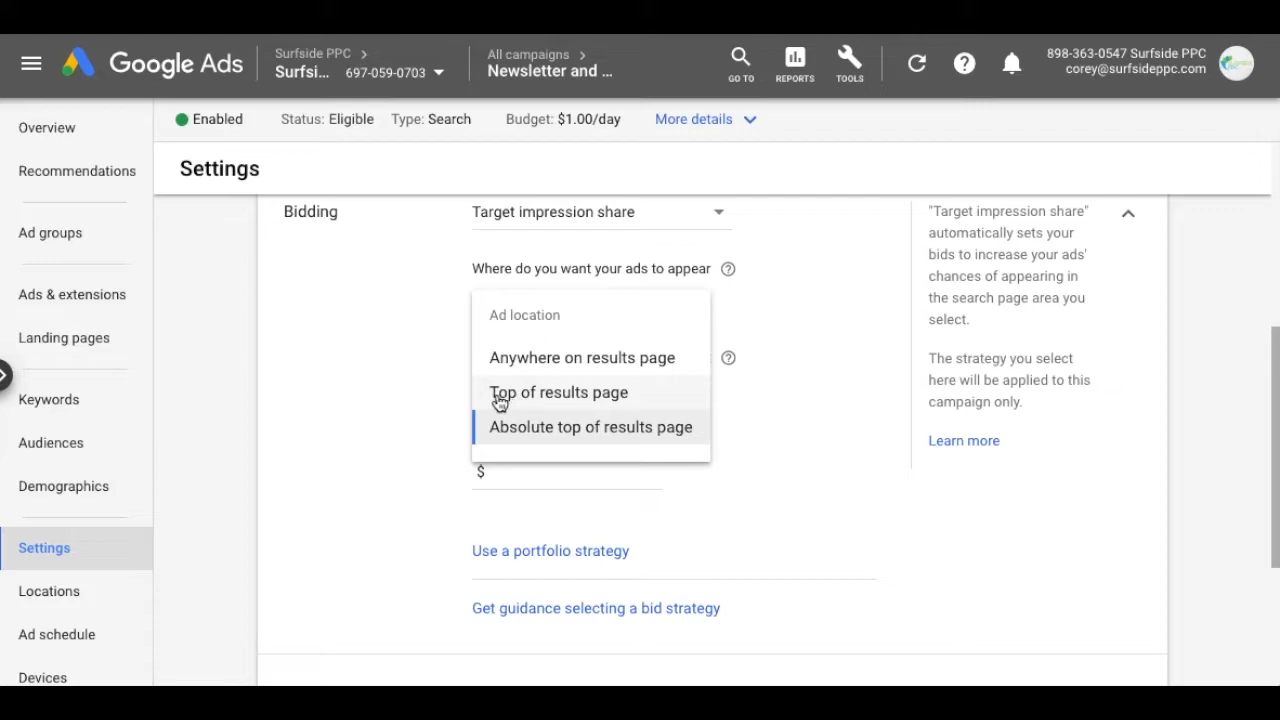 Google Ads
Surfside PPC >
Surfsi... 697-059-0703
All campaigns >
Newsletter and ...
GO TO
REPORTS
TOOLS
898-363-0547 Surfside PPC
corey@surfsideppc.com
Enabled
Status: Eligible
Type: Search
Budget: $1.00/day
More details
Overview
Recommendations
Ad groups
Ads & extensions
Landing pages
Keywords
Audiences
Demographics
Settings
Locations
Ad schedule
Devices
Settings
Bidding
Target impression share
Where do you want your ads to appear
Ad location
Anywhere on results page
Top of results page
Absolute top of results page
$
Use a portfolio strategy
Get guidance selecting a bid strategy
"Target impression share"
automatically sets your
bids to increase your ads'
chances of appearing in
the search page area you
select.
The strategy you select
here will be applied to this
campaign only.
Learn more